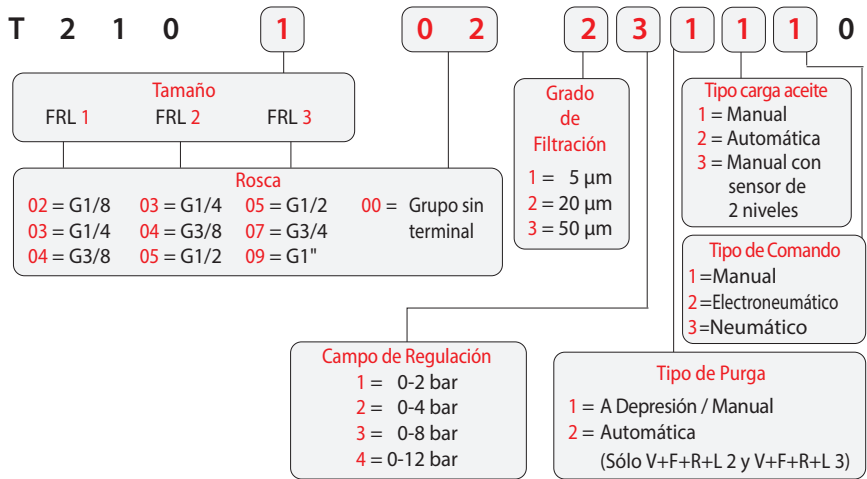 T 2 1 0 1 0 2 2 3 1 1 1 0
Tamaño
FRL 1 FRL 2 FRL 3
Rosca
02 = G1/8 03 = G1/4 05 = G1/2 00 = Grupo sin
03 = G1/4 04 = G3/8 07 = G3/4 terminal
04 = G3/8 05 = G1/2 09 = G1"
Grado
de
Filtración
1 = 5 µm
2 = 20 µm
3 = 50 µm
Tipo carga aceite
1 = Manual
2 = Automática
3 = Manual con
sensor de
2 niveles
Tipo de Comando
1 =Manual
2 =Electroneumático
3 =Neumático
Campo de Regulación
1 = 0-2 bar
2 = 0-4 bar
3 = 0-8 bar
4 = 0-12 bar
Tipo de Purga
1 = A Depresión / Manual
2 = Automática
(Sólo V+F+R+L 2 y V+F+R+L 3)